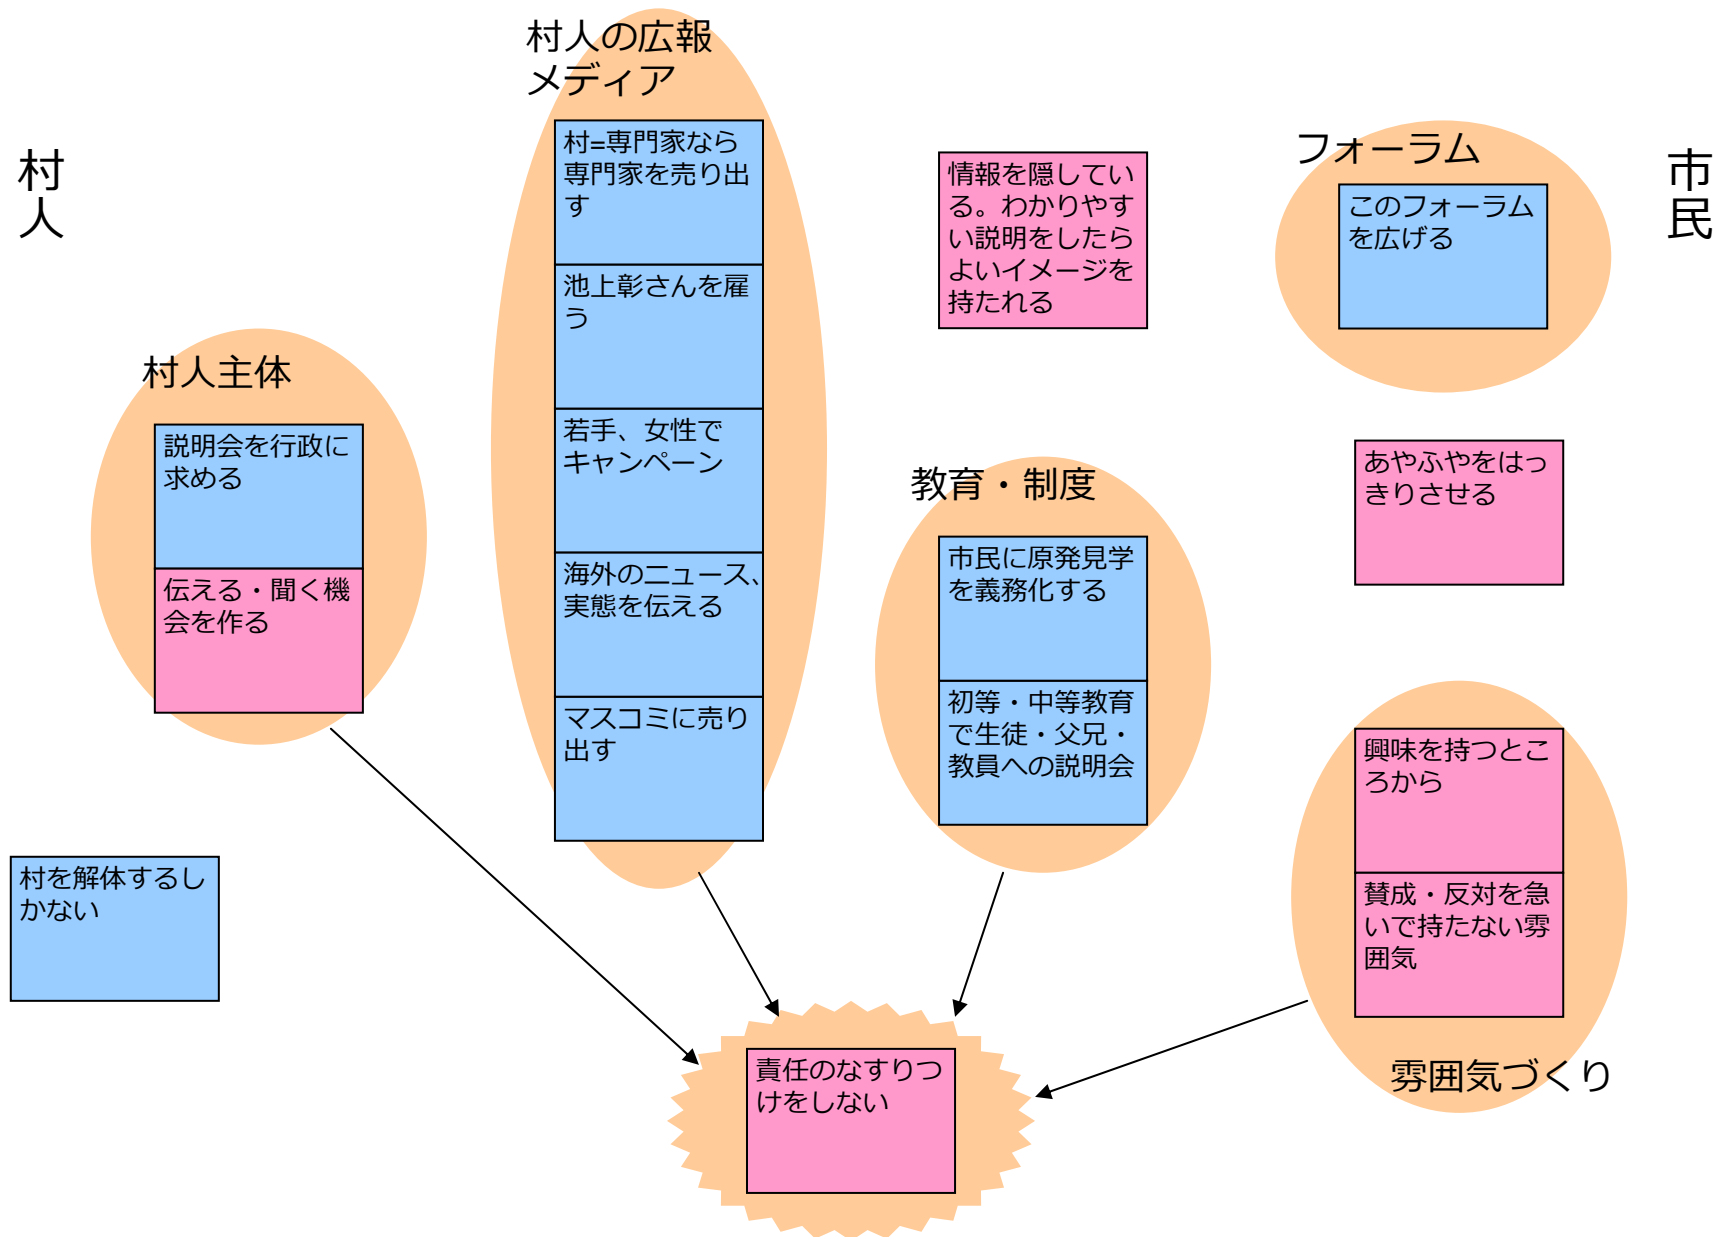 村人の広報
メディア
村=専門家なら
専門家を売り出
す
池上彰さんを雇
う
若手、女性で
キャンペーン
海外のニュース、
実態を伝える
マスコミに売り
出す
村
人
村人主体
説明会を行政に
求める
伝える・聞く機
会を作る
村を解体するし
かない
情報を隠してい
る。わかりやす
い説明をしたら
よいイメージを
持たれる
教育・制度
市民に原発見学
を義務化する
初等・中等教育
で生徒・父兄・
教員への説明会
フォーラム
このフォーラム
を広げる
市
民
あやふやをはっ
きりさせる
興味を持つとこ
ろから
賛成・反対を急
いで持たない雰
囲気
雰囲気づくり
責任のなすりつ
けをしない